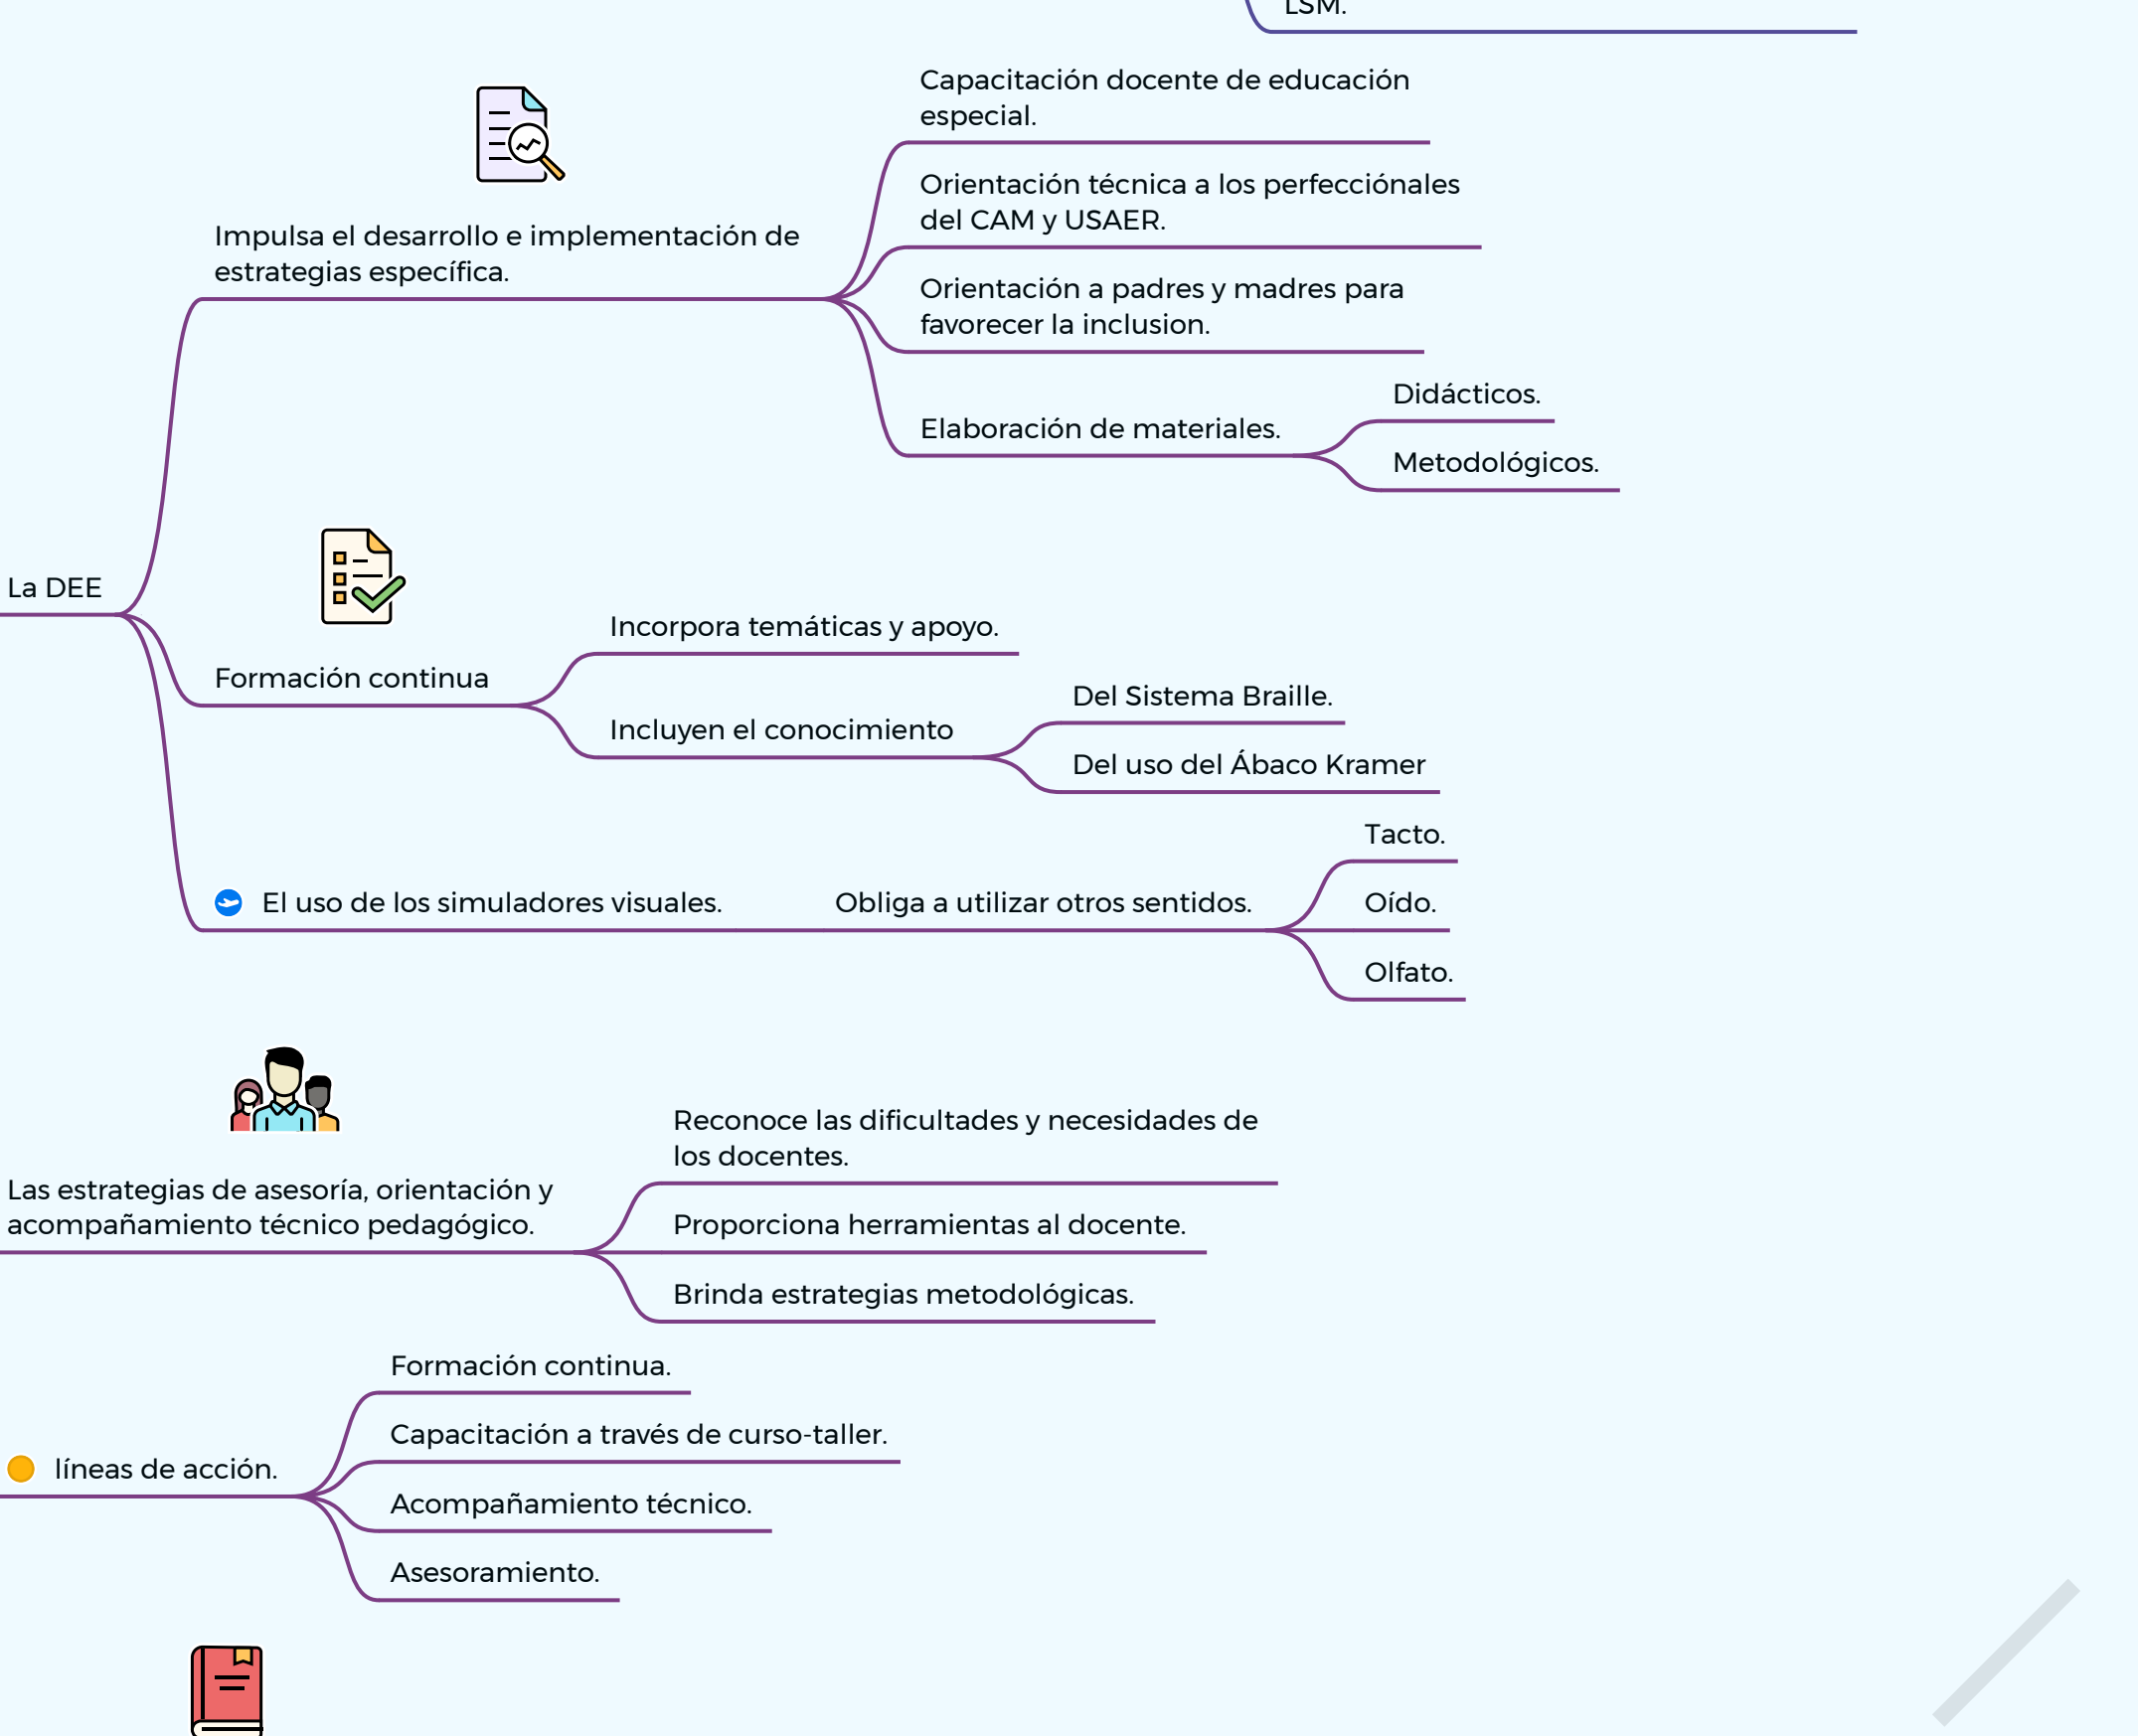 LSM.
Capacitación docente de educación
especial.
Orientación técnica a los perfecciónales
del CAM y USAER.
Impulsa el desarrollo e implementación de
estrategias específica.
Orientación a padres y madres para
favorecer la inclusion.
Elaboración de materiales.
Didácticos.
Metodológicos.
La DEE
Formación continua
Incorpora temáticas y apoyo.
Incluyen el conocimiento
Del Sistema Braille.
Del uso del Ábaco Kramer
El uso de los simuladores visuales.
Obliga a utilizar otros sentidos.
Tacto.
Oído.
Olfato.
Las estrategias de asesoría, orientación y
acompañamiento técnico pedagógico.
Reconoce las dificultades y necesidades de
los docentes.
Proporciona herramientas al docente.
Brinda estrategias metodológicas.
líneas de acción.
Formación continua.
Capacitación a través de curso-taller.
Acompañamiento técnico.
Asesoramiento.